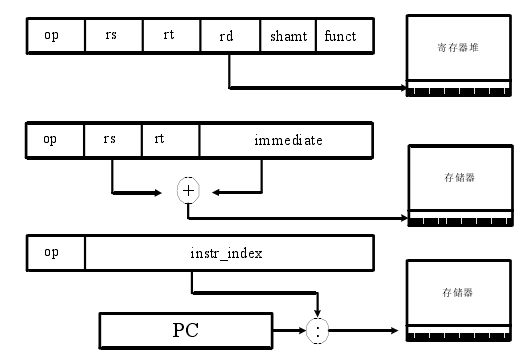 op rs rt rd shamt funct
寄存器堆
op rs rt immediate
+
存储器
op instr_index
存储器
PC :